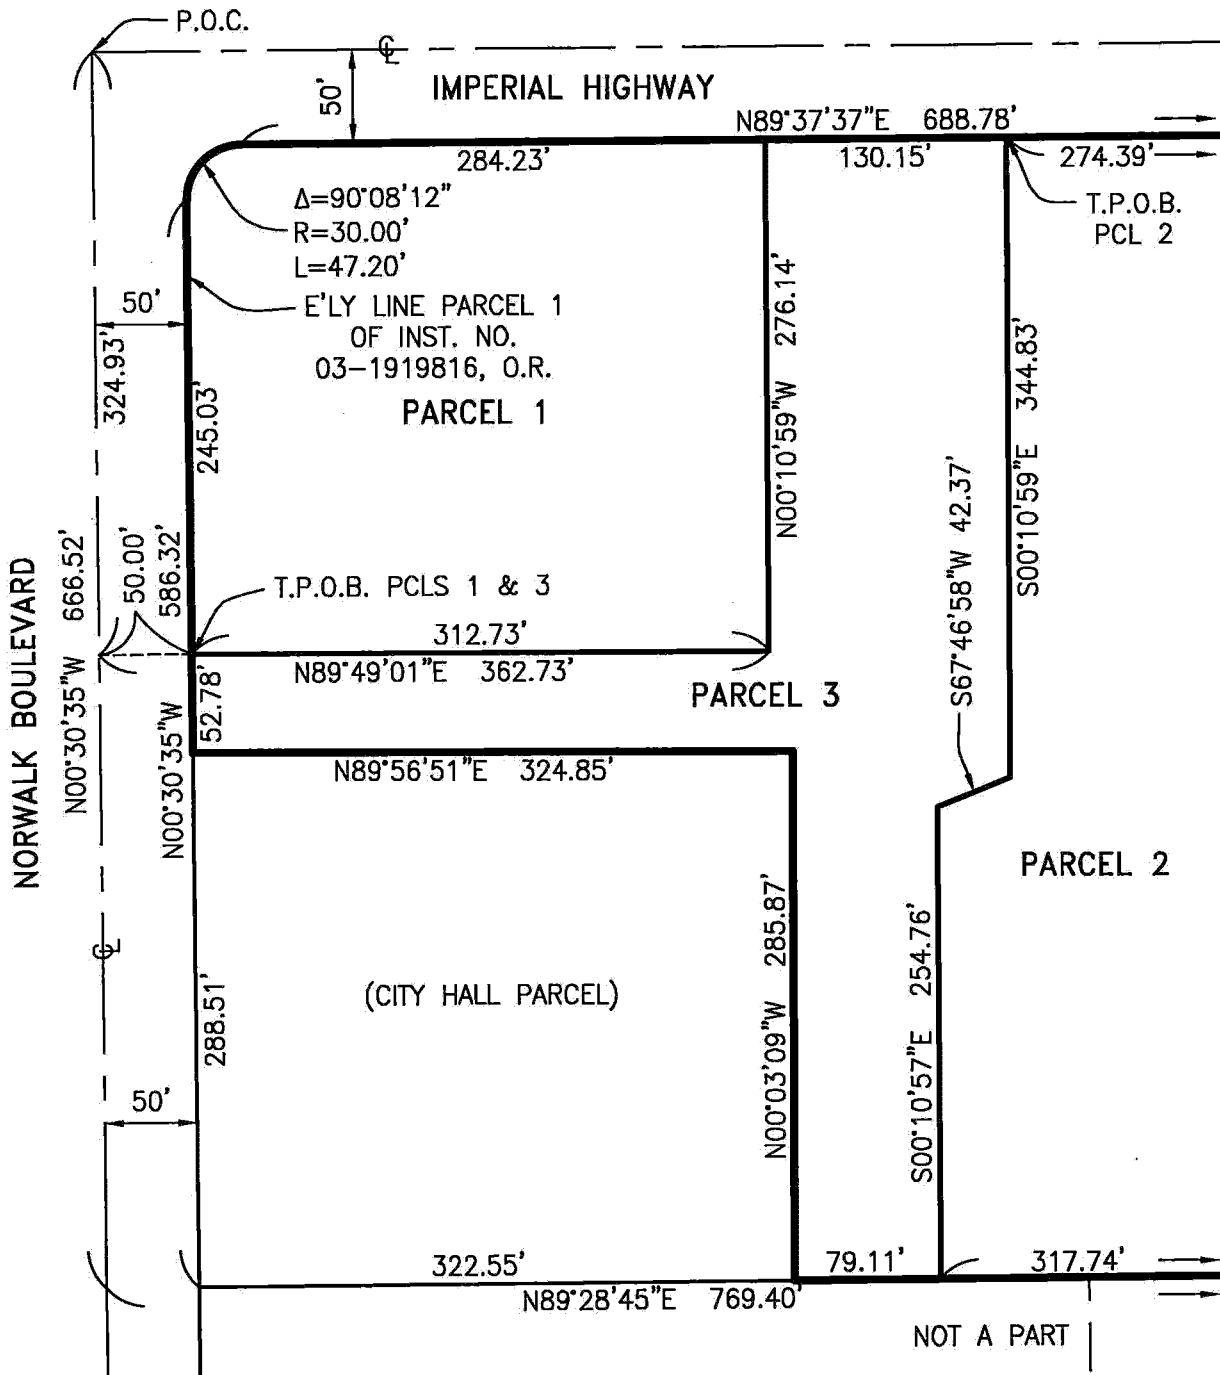 P.O.C.
℄
50'
IMPERIAL HIGHWAY
N89°37'37"E 688.78'
284.23'
130.15'
274.39'
Δ=90°08'12"
R=30.00'
L=47.20'
T.P.O.B.
PCL 2
50'
E'LY LINE PARCEL 1
OF INST. NO.
03-1919816, O.R.
PARCEL 1
324.93'
245.03'
N00°10'59"W 276.14'
S00°10'59"E 344.83'
S67°46'58"W 42.37'
NORWALK BOULEVARD
N00°30'35"W 666.52'
50.00'
586.32'
T.P.O.B. PCLS 1 & 3
312.73'
N89°49'01"E 362.73'
52.78'
N00°30'35"W
PARCEL 3
N89°56'51"E 324.85'
PARCEL 2
℄
288.51'
(CITY HALL PARCEL)
N00°03'09"W 285.87'
S00°10'57"E 254.76'
50'
322.55'
79.11'
317.74'
N89°28'45"E 769.40'
NOT A PART